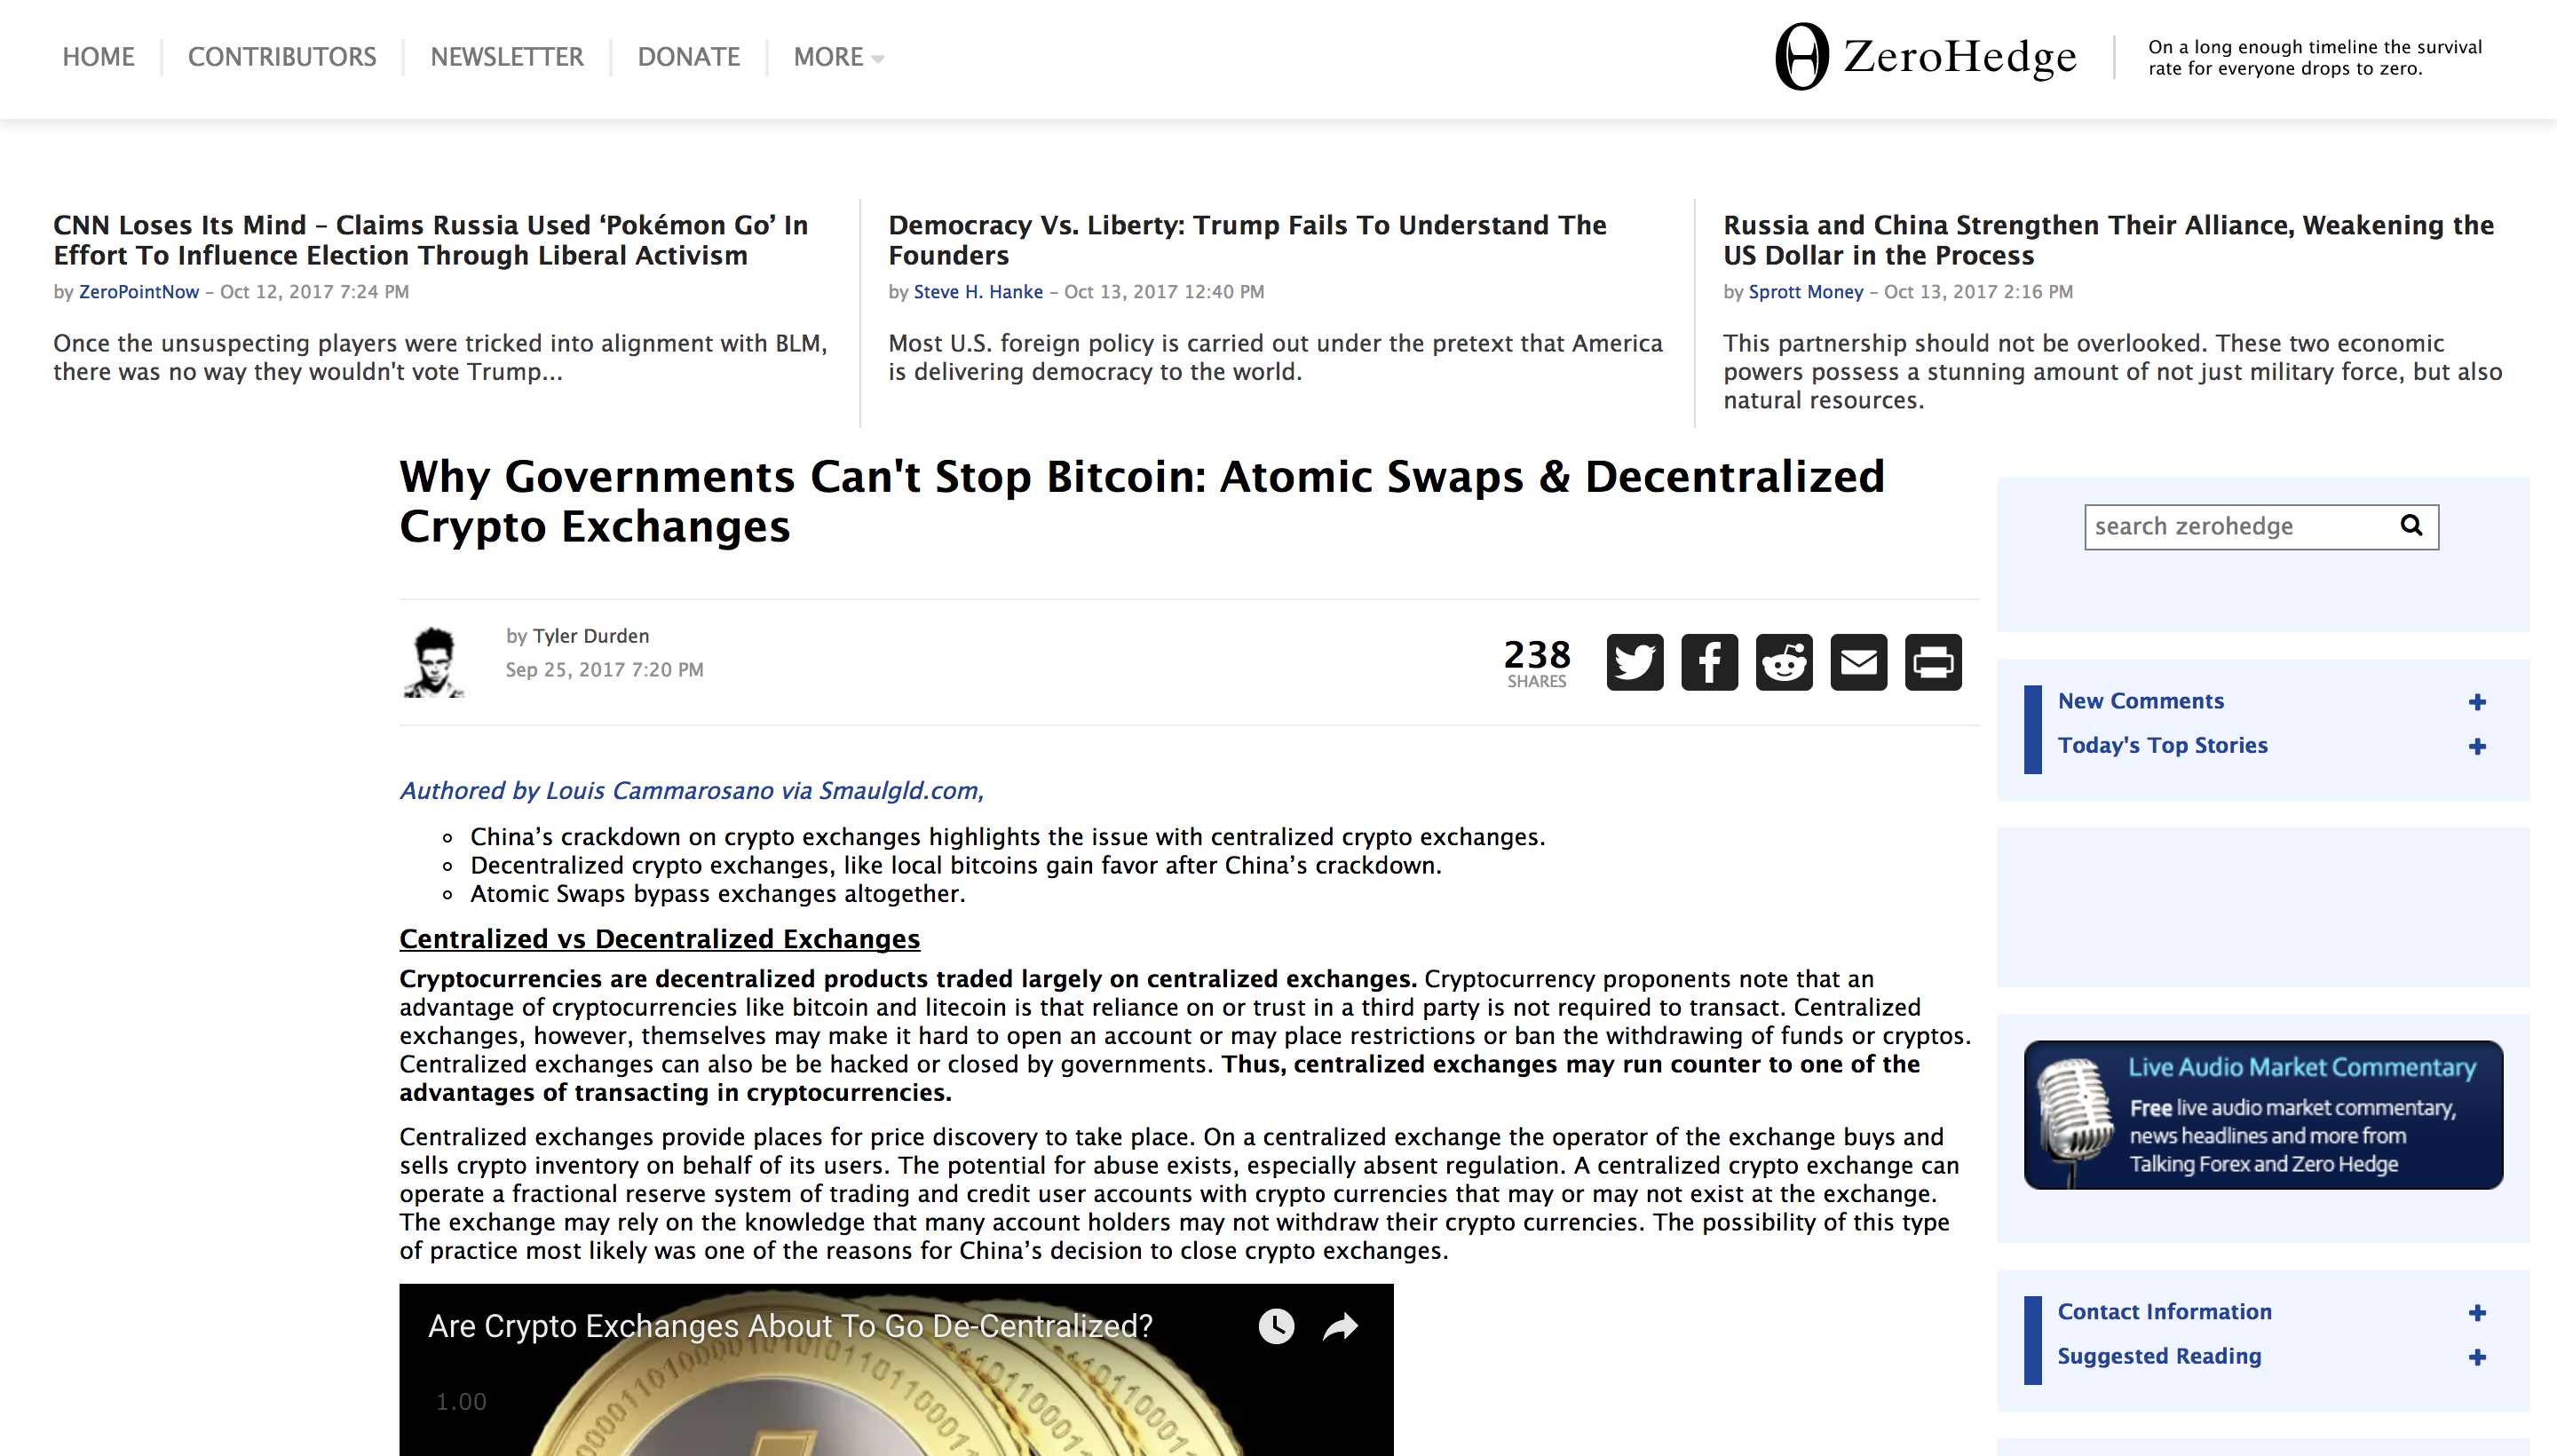 HOME
CONTRIBUTORS
NEWSLETTER
DONATE
MORE
ZeroHedge
On a long enough timeline the survival
rate for everyone drops to zero.
CNN Loses Its Mind – Claims Russia Used ‘Pokémon Go’ In
Effort To Influence Election Through Liberal Activism
by ZeroPointNow – Oct 12, 2017 7:24 PM
Once the unsuspecting players were tricked into alignment with BLM,
there was no way they wouldn't vote Trump...
Democracy Vs. Liberty: Trump Fails To Understand The
Founders
by Steve H. Hanke – Oct 13, 2017 12:40 PM
Most U.S. foreign policy is carried out under the pretext that America
is delivering democracy to the world.
Russia and China Strengthen Their Alliance, Weakening the
US Dollar in the Process
by Sprott Money – Oct 13, 2017 2:16 PM
This partnership should not be overlooked. These two economic
powers possess a stunning amount of not just military force, but also
natural resources.
Why Governments Can't Stop Bitcoin: Atomic Swaps & Decentralized
Crypto Exchanges
by Tyler Durden
Sep 25, 2017 7:20 PM
238
SHARES
Authored by Louis Cammarosano via Smaulgld.com,
China’s crackdown on crypto exchanges highlights the issue with centralized crypto exchanges.
Decentralized crypto exchanges, like local bitcoins gain favor after China’s crackdown.
Atomic Swaps bypass exchanges altogether.
Centralized vs Decentralized Exchanges
Cryptocurrencies are decentralized products traded largely on centralized exchanges. Cryptocurrency proponents note that an
advantage of cryptocurrencies like bitcoin and litecoin is that reliance on or trust in a third party is not required to transact. Centralized
exchanges, however, themselves may make it hard to open an account or may place restrictions or ban the withdrawing of funds or cryptos.
Centralized exchanges can also be be hacked or closed by governments. Thus, centralized exchanges may run counter to one of the
advantages of transacting in cryptocurrencies.
Centralized exchanges provide places for price discovery to take place. On a centralized exchange the operator of the exchange buys and
sells crypto inventory on behalf of its users. The potential for abuse exists, especially absent regulation. A centralized crypto exchange can
operate a fractional reserve system of trading and credit user accounts with crypto currencies that may or may not exist at the exchange.
The exchange may rely on the knowledge that many account holders may not withdraw their crypto currencies. The possibility of this type
of practice most likely was one of the reasons for China’s decision to close crypto exchanges.
Are Crypto Exchanges About To Go De-Centralized?
1.00
search zerohedge
New Comments
Today's Top Stories
Live Audio Market Commentary
Free live audio market commentary,
news headlines and more from
Talking Forex and Zero Hedge
Contact Information
Suggested Reading